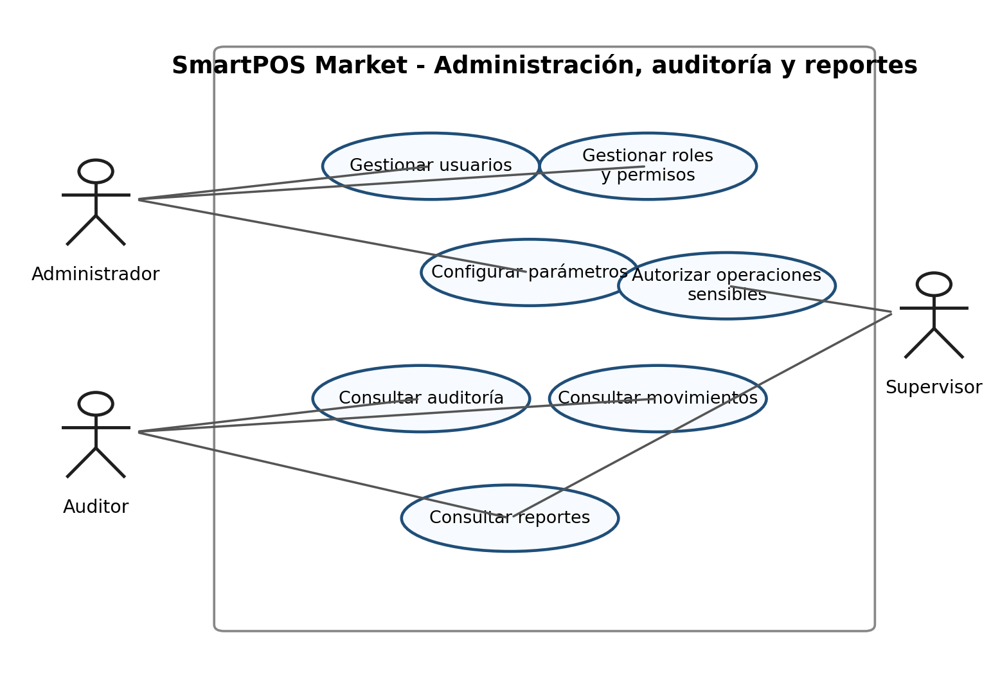 SmartPOS Market - Administración, auditoría y reportes
Gestionar usuarios
Gestionar roles
y permisos
Administrador
Configurar parámetros
Autorizar operaciones
sensibles
Supervisor
Consultar auditoría
Consultar movimientos
Auditor
Consultar reportes